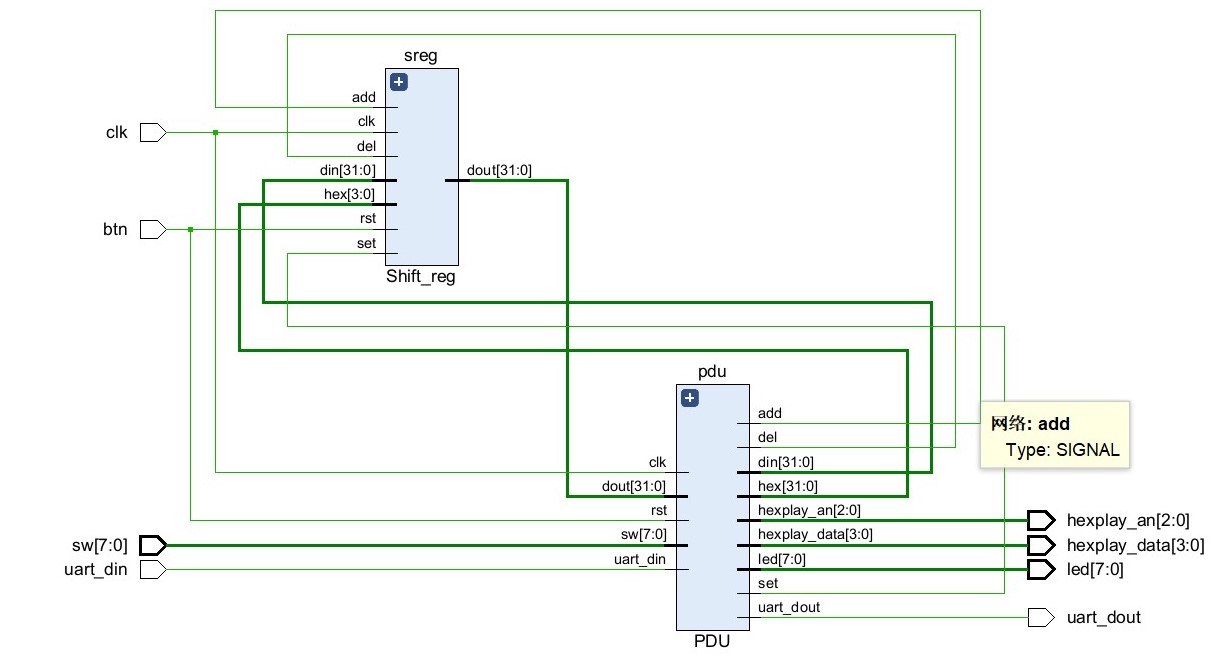 sreg
add
clk
clk
del
din[31:0]
dout[31:0]
hex[3:0]
rst
btn
set
Shift_reg
pdu
add
网络: add
Type: SIGNAL
del
clk
din[31:0]
dout[31:0]
hex[31:0]
rst
hexplay_an[2:0]
hexplay_an[2:0]
sw[7:0]
sw[7:0]
hexplay_data[3:0]
hexplay_data[3:0]
uart_din
uart_din
led[7:0]
led[7:0]
set
uart_dout
uart_dout
PDU